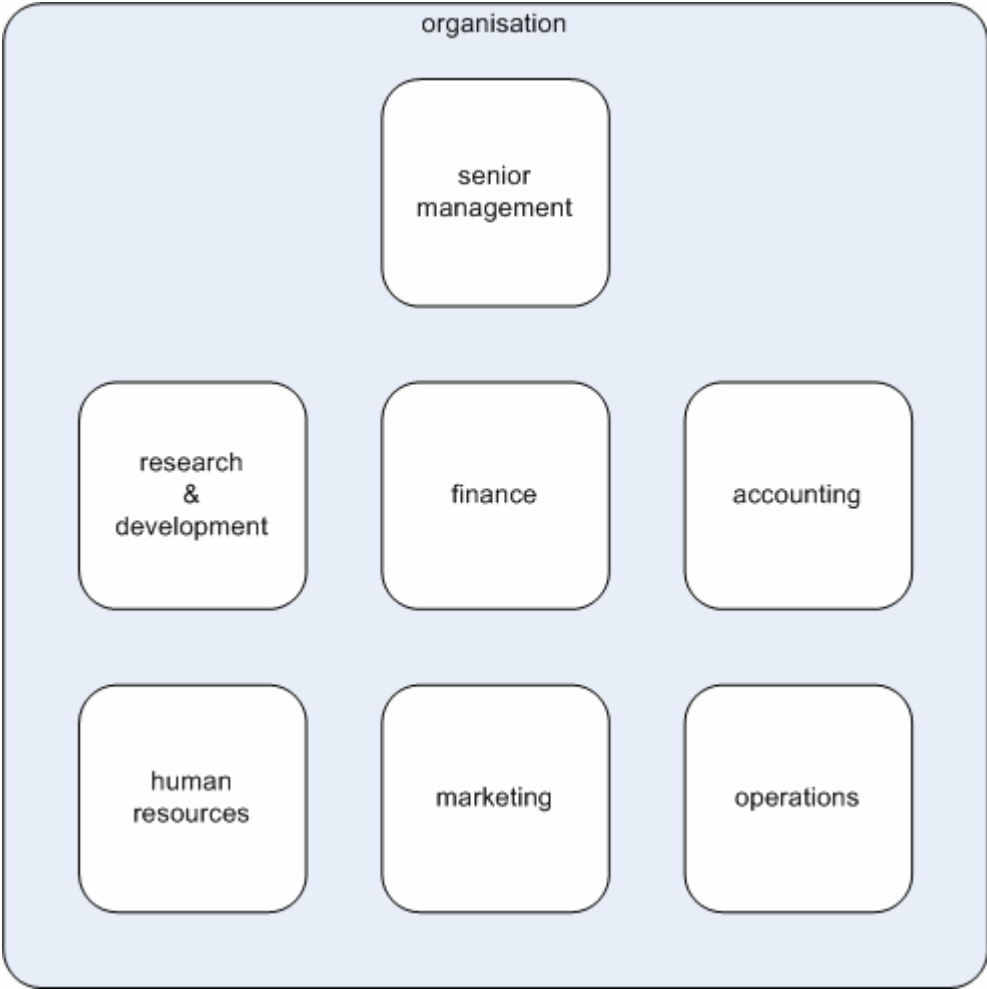 organisation
senior
management
research
&
development
finance
accounting
human
resources
marketing
operations